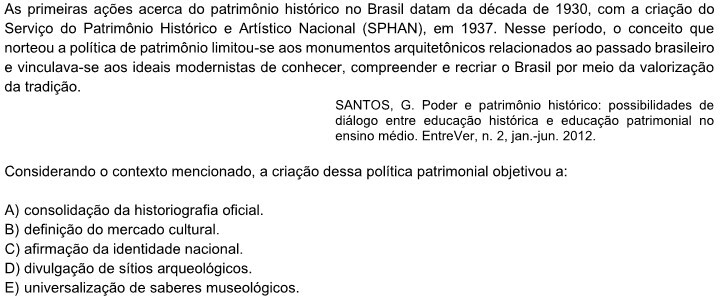 As primeiras ações acerca do patrimônio histórico no Brasil datam da década de 1930, com a criação do
Serviço do Patrimônio Histórico e Artístico Nacional (SPHAN), em 1937. Nesse período, o conceito que
norteou a política de patrimônio limitou-se aos monumentos arquitetônicos relacionados ao passado brasileiro
e vinculava-se aos ideais modernistas de conhecer, compreender e recriar o Brasil por meio da valorização
da tradição.
SANTOS, G. Poder e patrimônio histórico: possibilidades de
diálogo entre educação histórica e educação patrimonial no
ensino médio. EntreVer, n. 2, jan.-jun. 2012.
Considerando o contexto mencionado, a criação dessa política patrimonial objetivou a:
A) consolidação da historiografia oficial.
B) definição do mercado cultural.
C) afirmação da identidade nacional.
D) divulgação de sítios arqueológicos.
E) universalização de saberes museológicos.